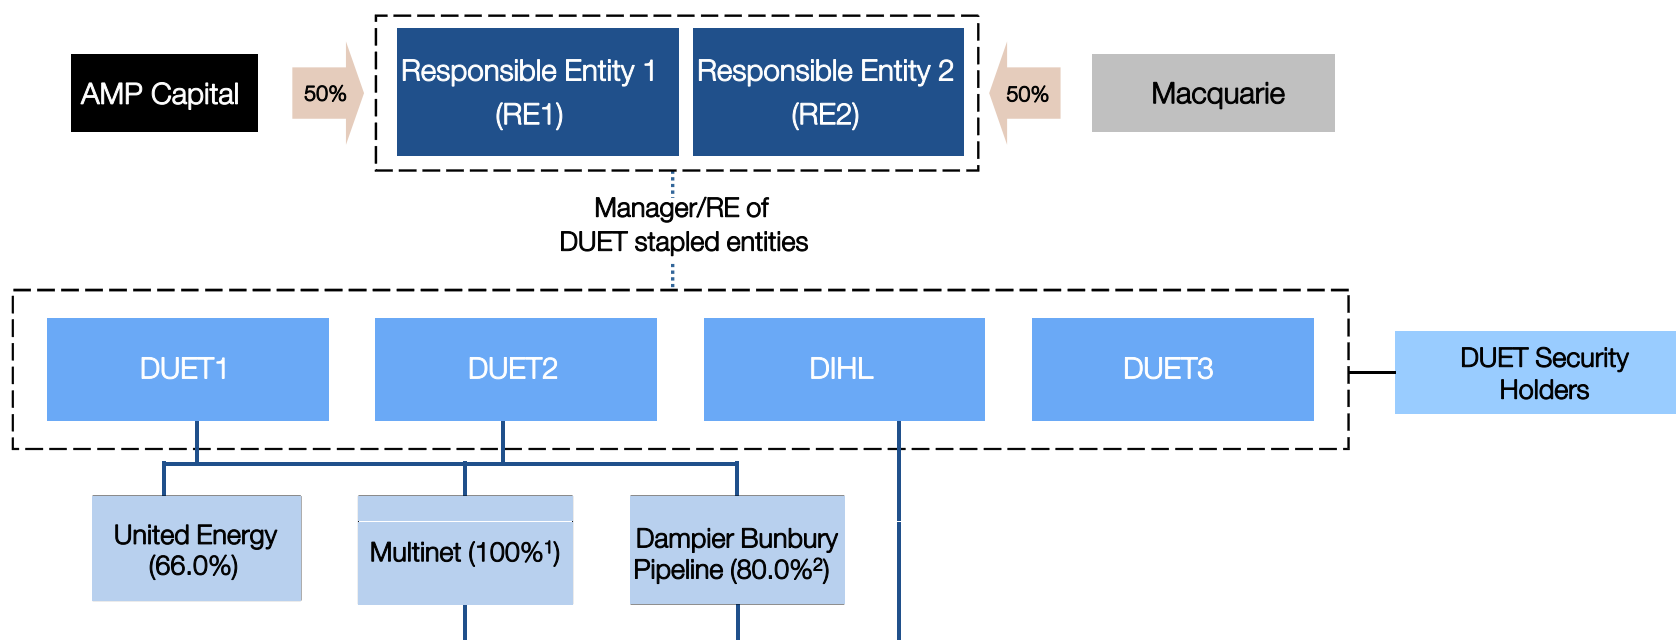 AMP Capital
50%
Responsible Entity 1
(RE1)
Responsible Entity 2
(RE2)
50%
Macquarie
Manager/RE of
DUET stapled entities
DUET1
DUET2
DIHL
DUET3
DUET Security
Holders
United Energy
(66.0%)
Multinet (100%¹)
Dampier Bunbury
Pipeline (80.0%²)